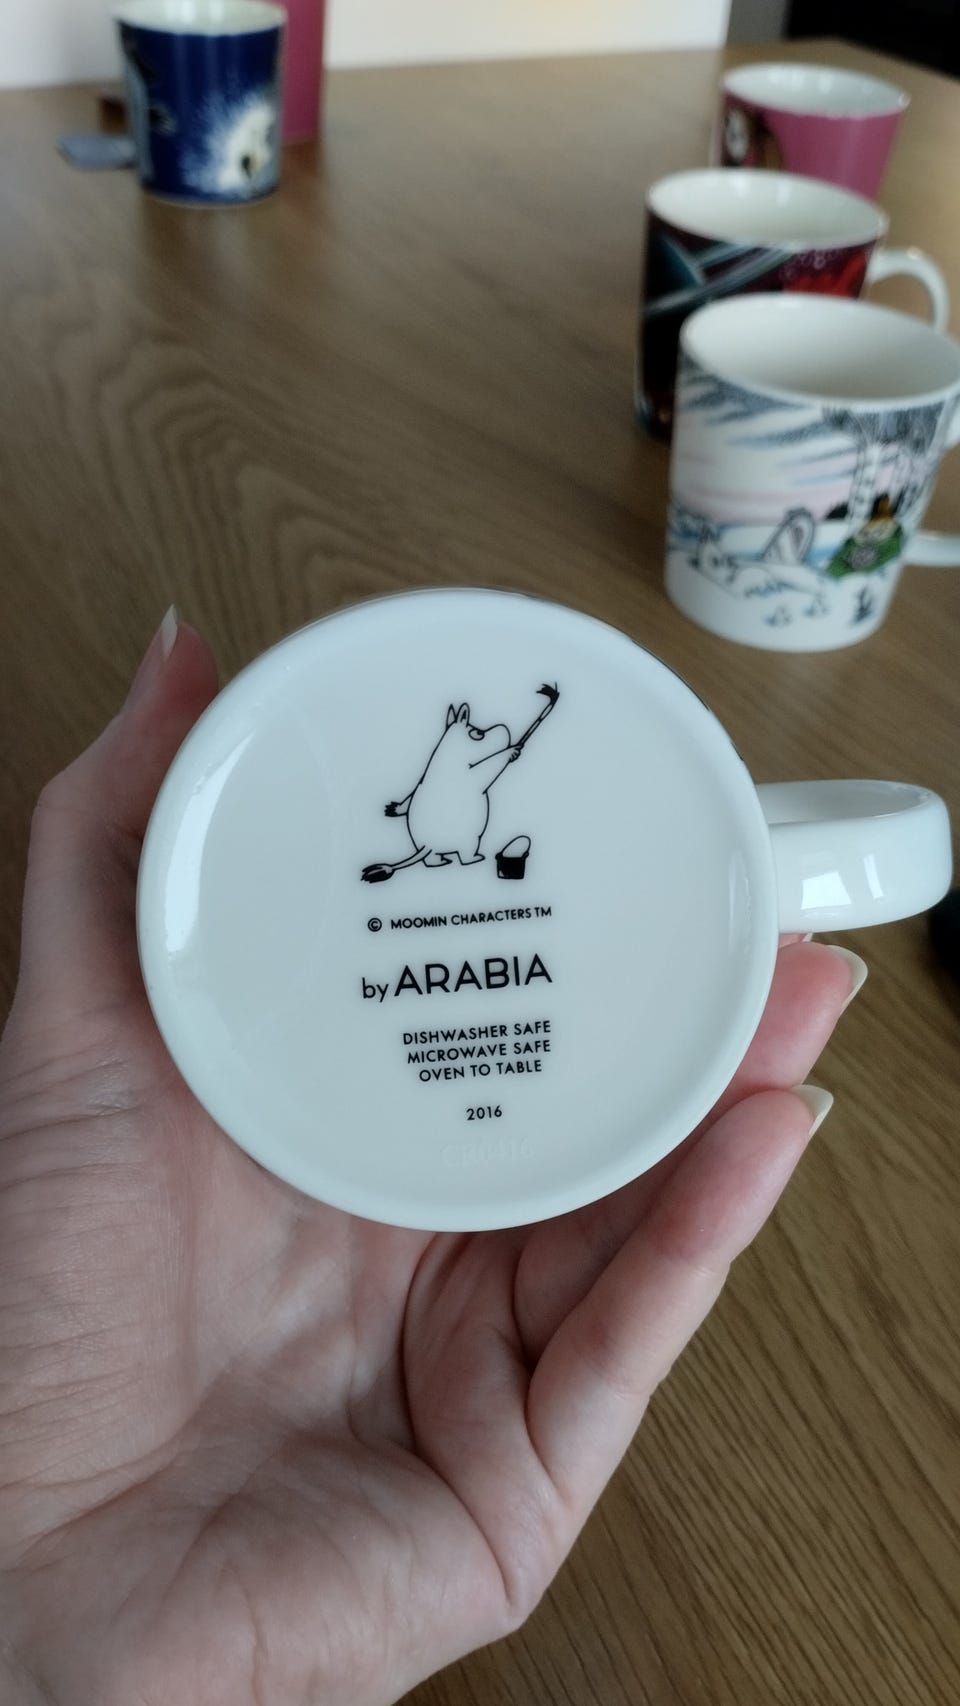 © MOOMIN CHARACTERS TM
by ARABIA
DISHWASHER SAFE
MICROWAVE SAFE
OVEN TO TABLE
2016